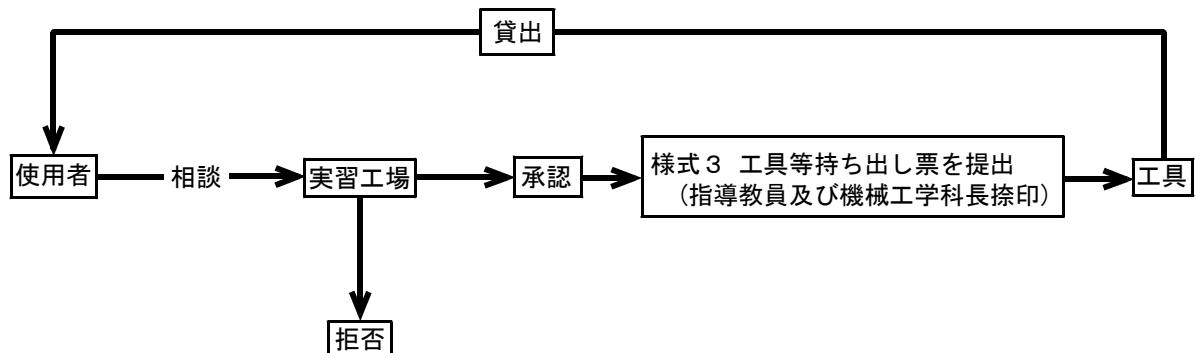 貸出
使用者
相談
実習工場
承認
様式3 工具等持ち出し票を提出
(指導教員及び機械工学科長捺印)
工具
拒否